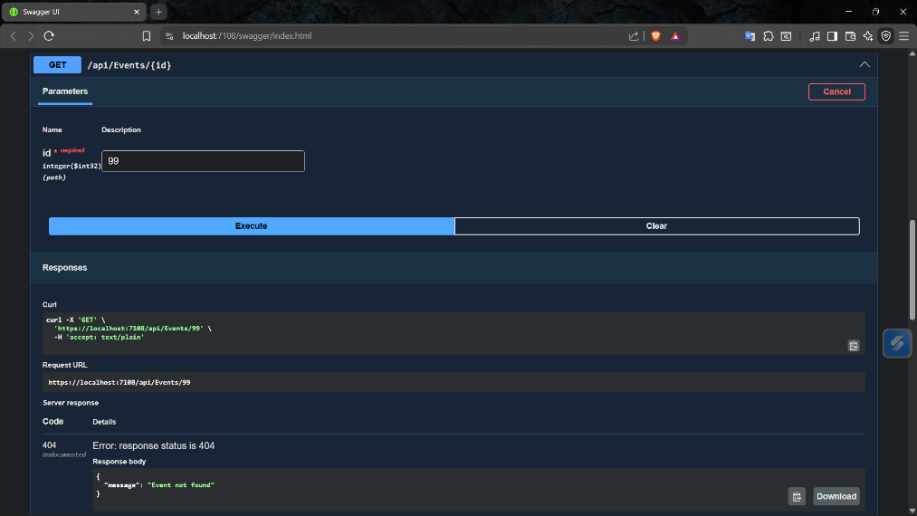 Swagger UI
localhost:7108/swagger/index.html
GET /api/Events/{id}
Parameters
Cancel
Name Description
id * required
integer($int32)
(path)
99
Execute
Clear
Responses
Curl
curl -X 'GET' \
'https://localhost:7108/api/Events/99' \
-H 'accept: text/plain'
Request URL
https://localhost:7108/api/Events/99
Server response
Code Details
404 Error: response status is 404
Undocumented
Response body
{
"message": "Event not found"
}
Download